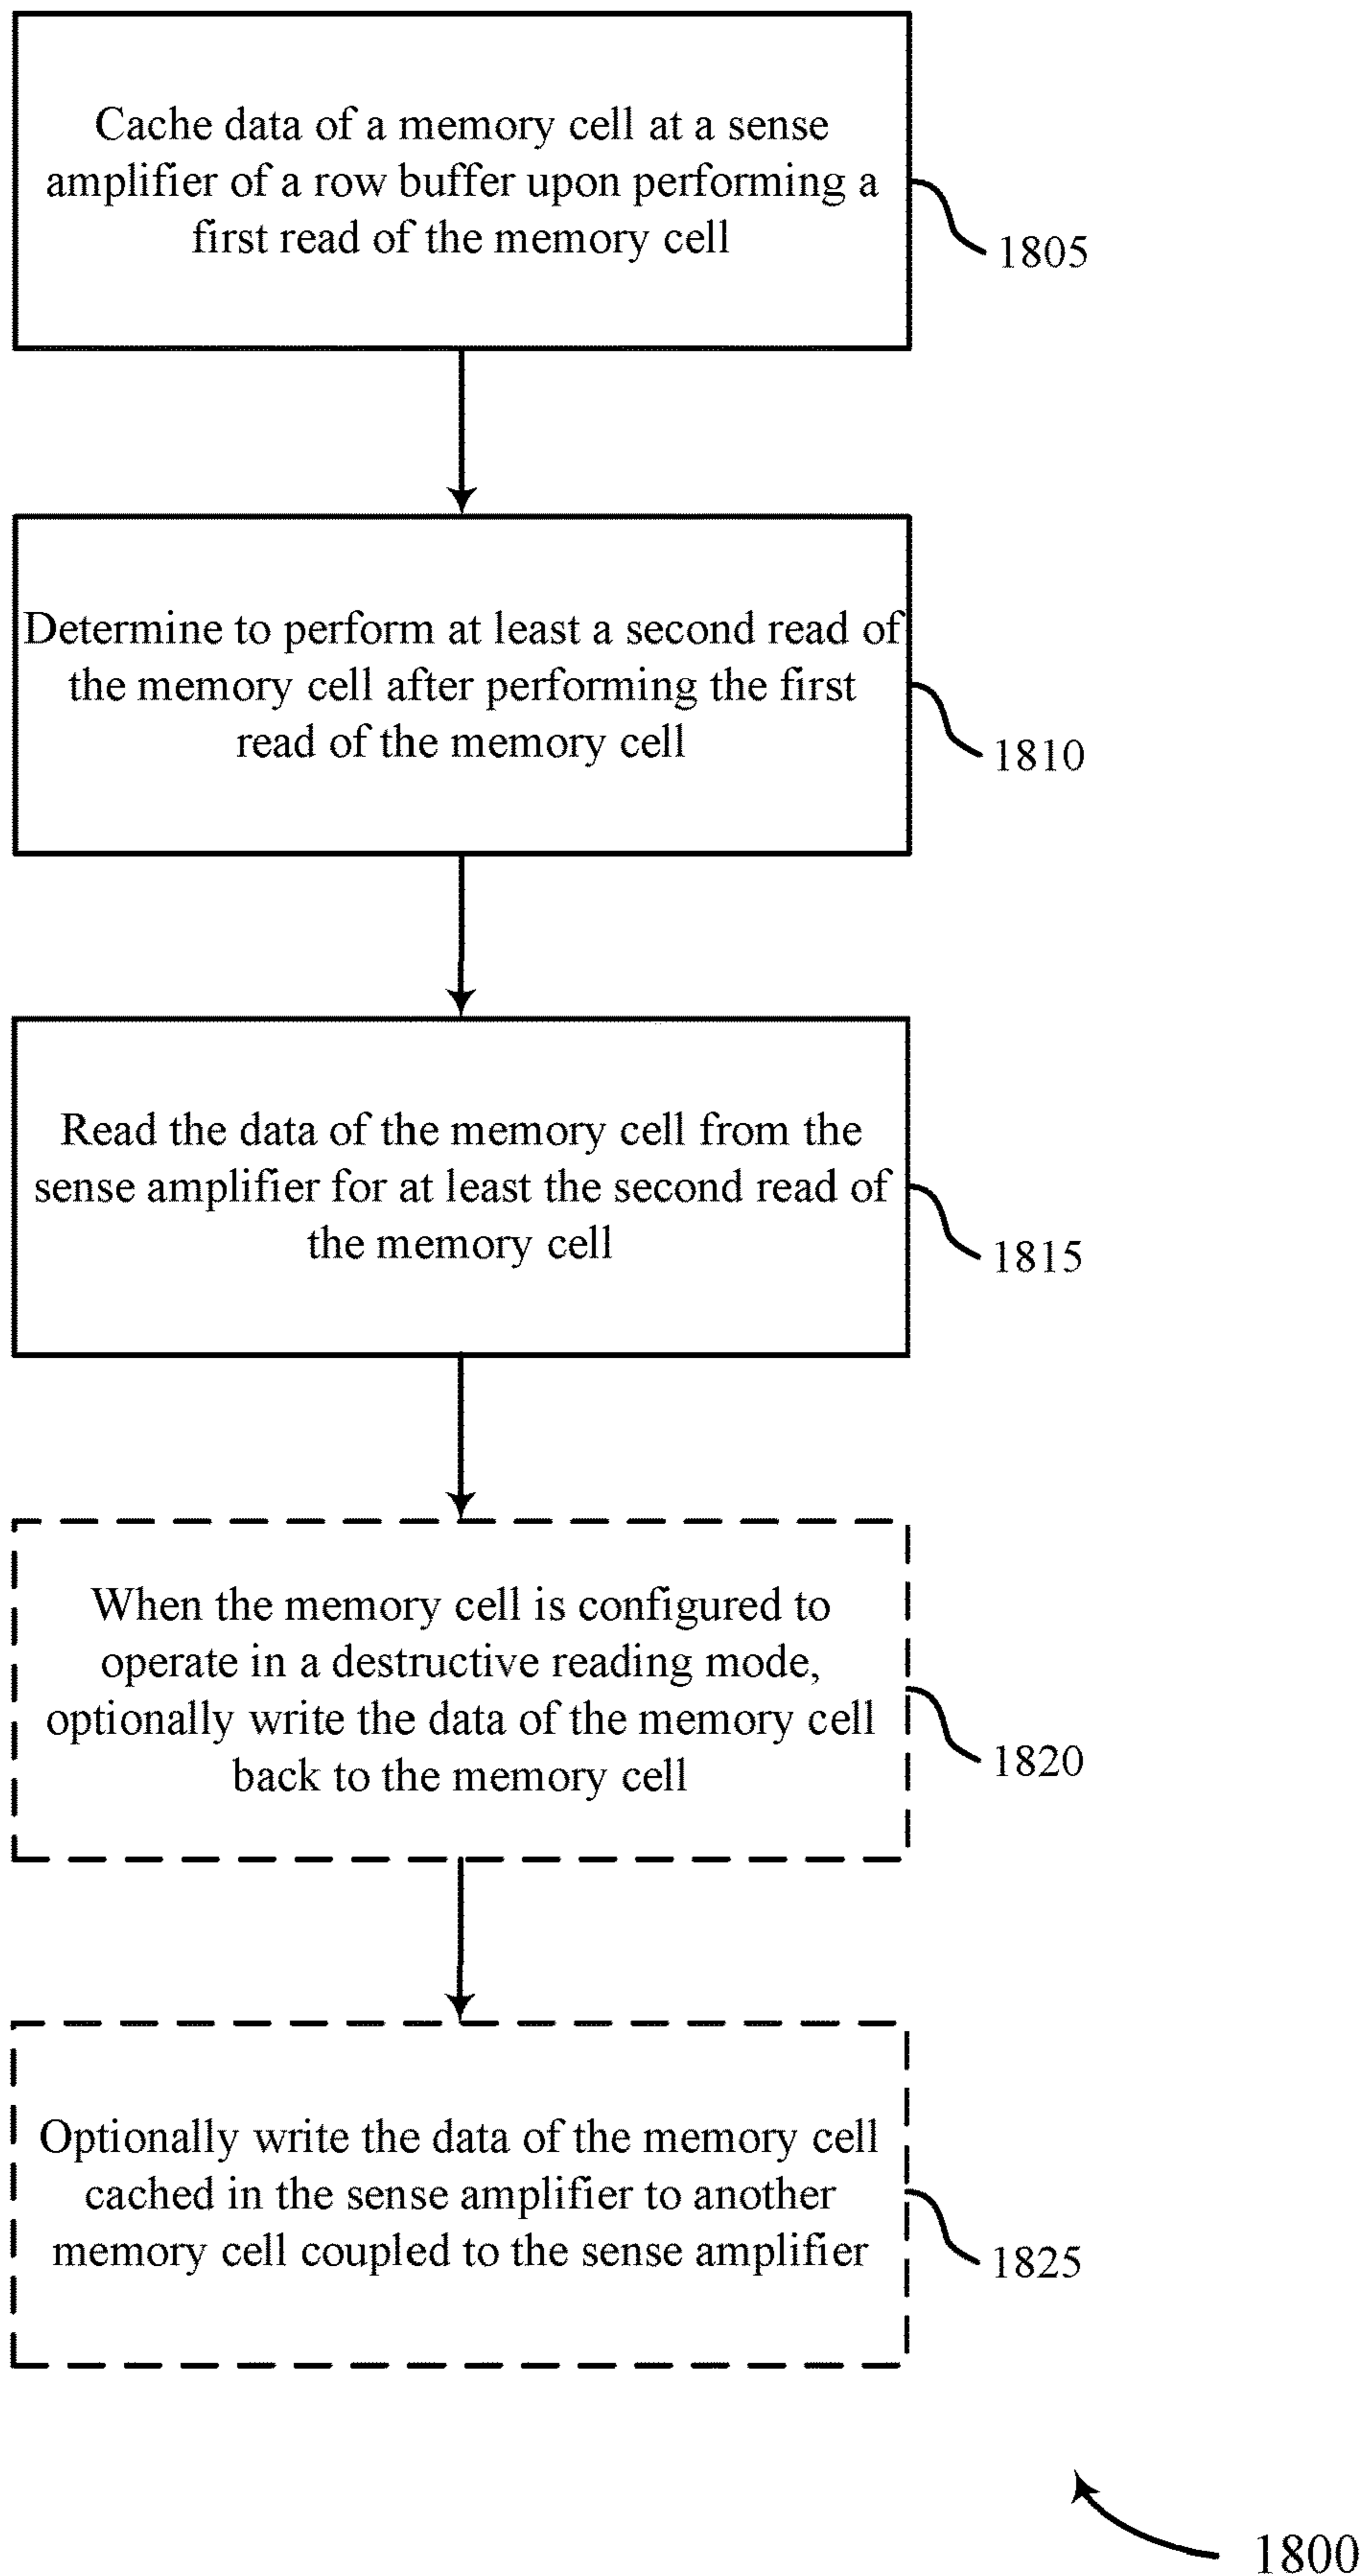 Cache data of a memory cell at a sense
amplifier of a row buffer upon performing a
first read of the memory cell
1805
Determine to perform at least a second read of
the memory cell after performing the first
read of the memory cell
1810
Read the data of the memory cell from the
sense amplifier for at least the second read of
the memory cell
1815
When the memory cell is configured to
operate in a destructive reading mode,
optionally write the data of the memory cell
back to the memory cell
1820
Optionally write the data of the memory cell
cached in the sense amplifier to another
memory cell coupled to the sense amplifier
1825
1800